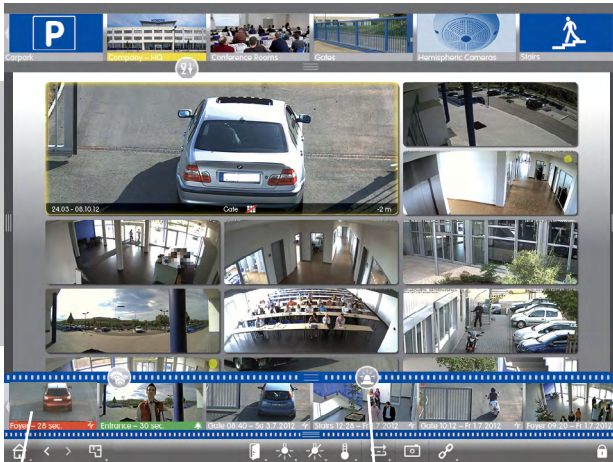 P
Carpark
Company – HQ
Conference Rooms
Gates
Hemispheric Cameras
Stairs
24.03 - 08.10.12
Gate
-2 m
Foyer – 28 sec.
Entrance – 30 sec.
Gate 08:40 – Sa 3.7.2012
Stairs 12:28 – Fr 1.7.2012
Gate 10:12 – Fr 1.7.2012
Foyer 09:20 – Fr 1.7.2012